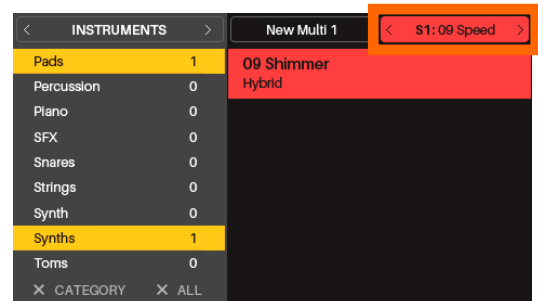 < INSTRUMENTS >
New Multi 1
< S1: 09 Speed >
Pads 1
Percussion 0
Piano 0
SFX 0
Snares 0
Strings 0
Synth 0
Synths 1
Toms 0
X CATEGORY X ALL
09 Shimmer
Hybrid